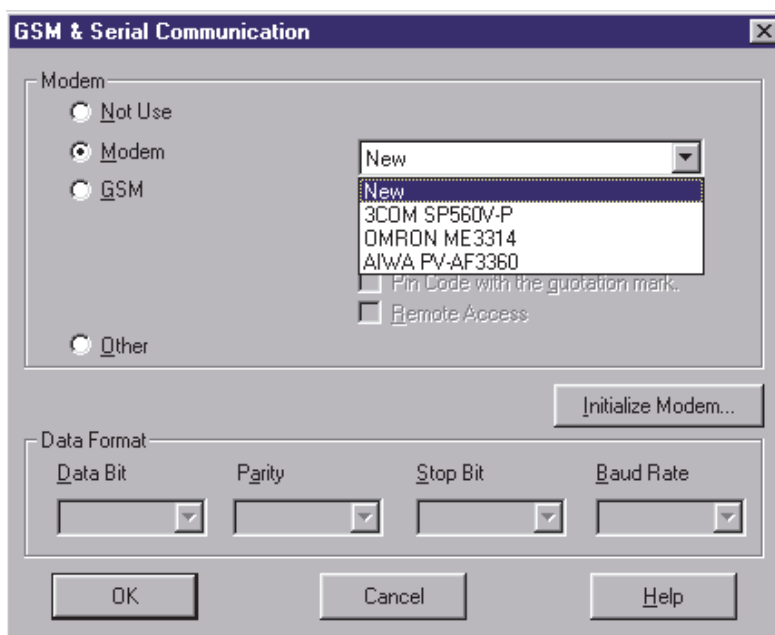 GSM & Serial Communication
Modem
Not Use
Modem
New
GSM
New
3COM SP560V-P
OMRON ME3314
AIWA PV-AF3360
Pin Code with the guotation mark.
Remote Access
Other
Initialize Modem...
Data Format
Data Bit Parity Stop Bit Baud Rate
OK Cancel Help